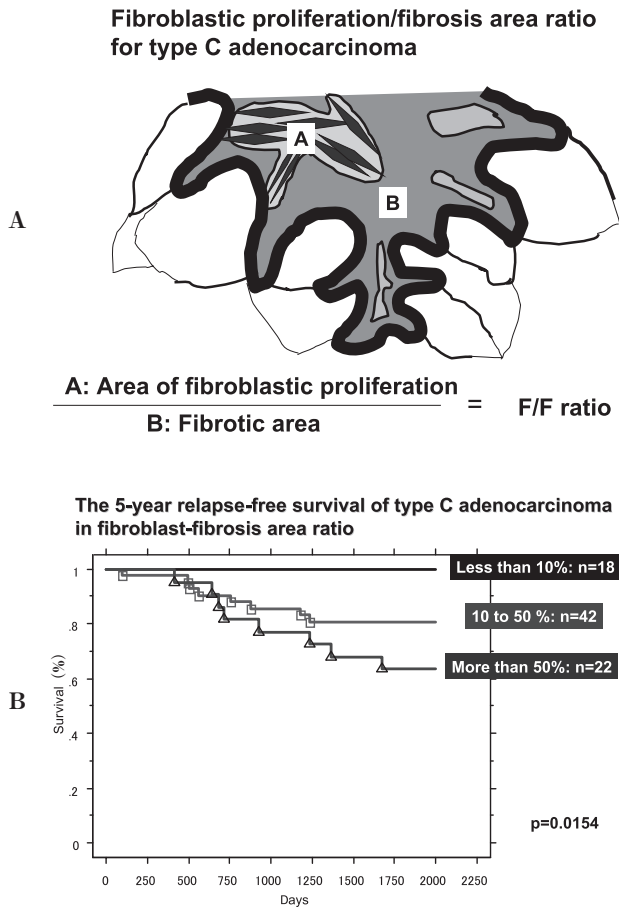 Fibroblastic proliferation/fibrosis area ratio
for type C adenocarcinoma
A
B
A
A: Area of fibroblastic proliferation
B: Fibrotic area
= F/F ratio
The 5-year relapse-free survival of type C adenocarcinoma
in fibroblast-fibrosis area ratio
1
.8
.6
.4
.2
0
Survival (%)
Less than 10%: n=18
10 to 50 %: n=42
More than 50%: n=22
B
p=0.0154
0 250 500 750 1000 1250 1500 1750 2000 2250
Days